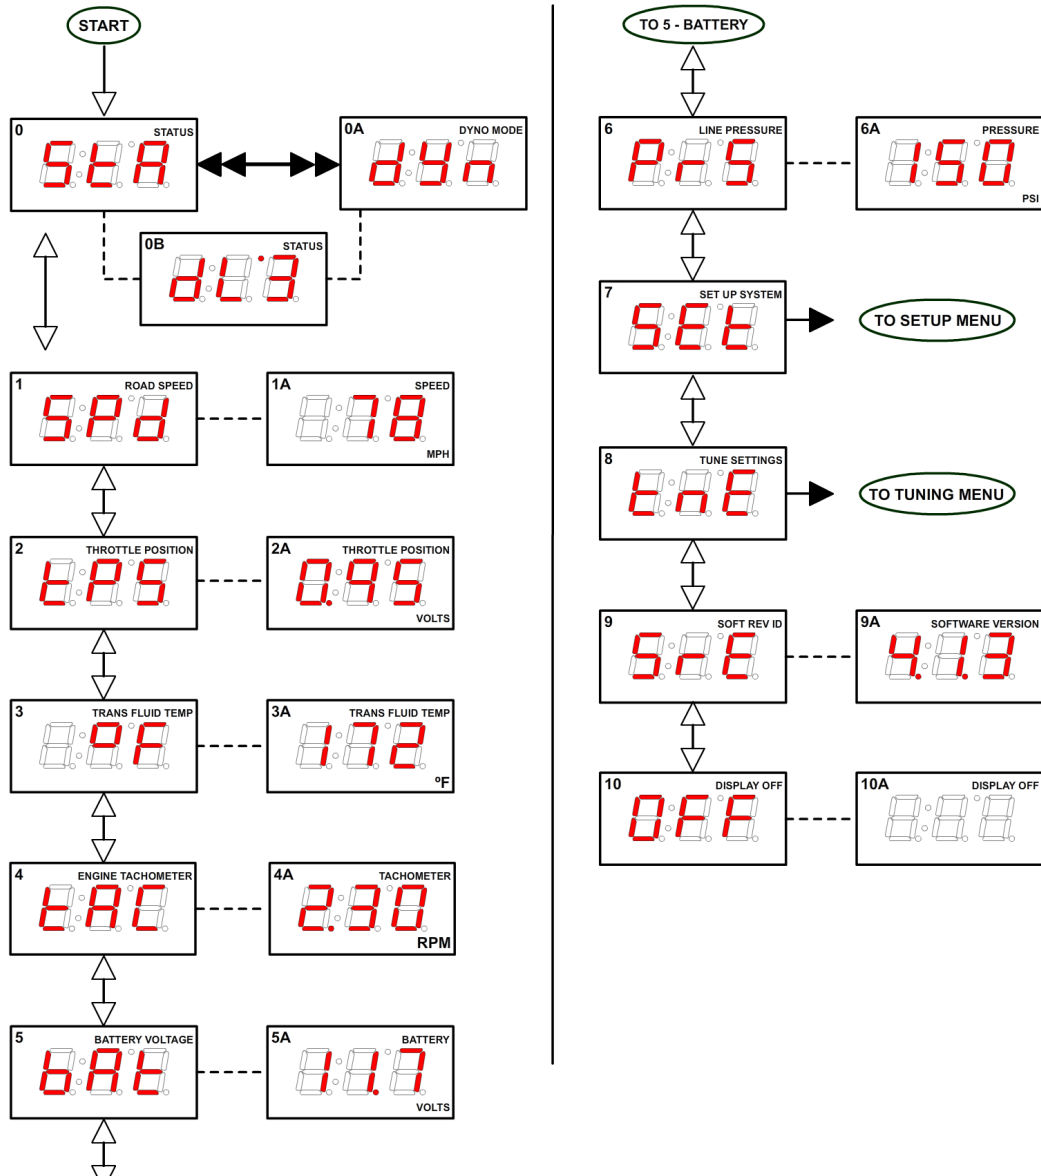 START
0 STATUS
StA
0A DYNO MODE
dYn
0B STATUS
dL'3
1 ROAD SPEED
SPd
1A SPEED
78
MPH
2 THROTTLE POSITION
tPS
2A THROTTLE POSITION
0.95
VOLTS
3 TRANS FLUID TEMP
°F
3A TRANS FLUID TEMP
172
ºF
4 ENGINE TACHOMETER
tAC
4A TACHOMETER
2.30
RPM
5 BATTERY VOLTAGE
bAt
5A BATTERY
11.7
VOLTS
TO 5 - BATTERY
6 LINE PRESSURE
PrS
6A PRESSURE
150
PSI
7 SET UP SYSTEM
SEt
TO SETUP MENU
8 TUNE SETTINGS
tnE
TO TUNING MENU
9 SOFT REV ID
SrE
9A SOFTWARE VERSION
4.1.3
10 DISPLAY OFF
OFF
10A DISPLAY OFF